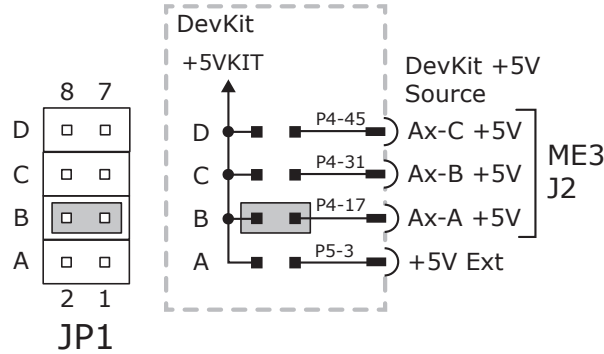 DevKit
+5VKIT
DevKit +5V
Source
8 7
D
C
B
A
2 1
JP1
D P4-45 Ax-C +5V
C P4-31 Ax-B +5V
B P4-17 Ax-A +5V
A P5-3 +5V Ext
ME3
J2